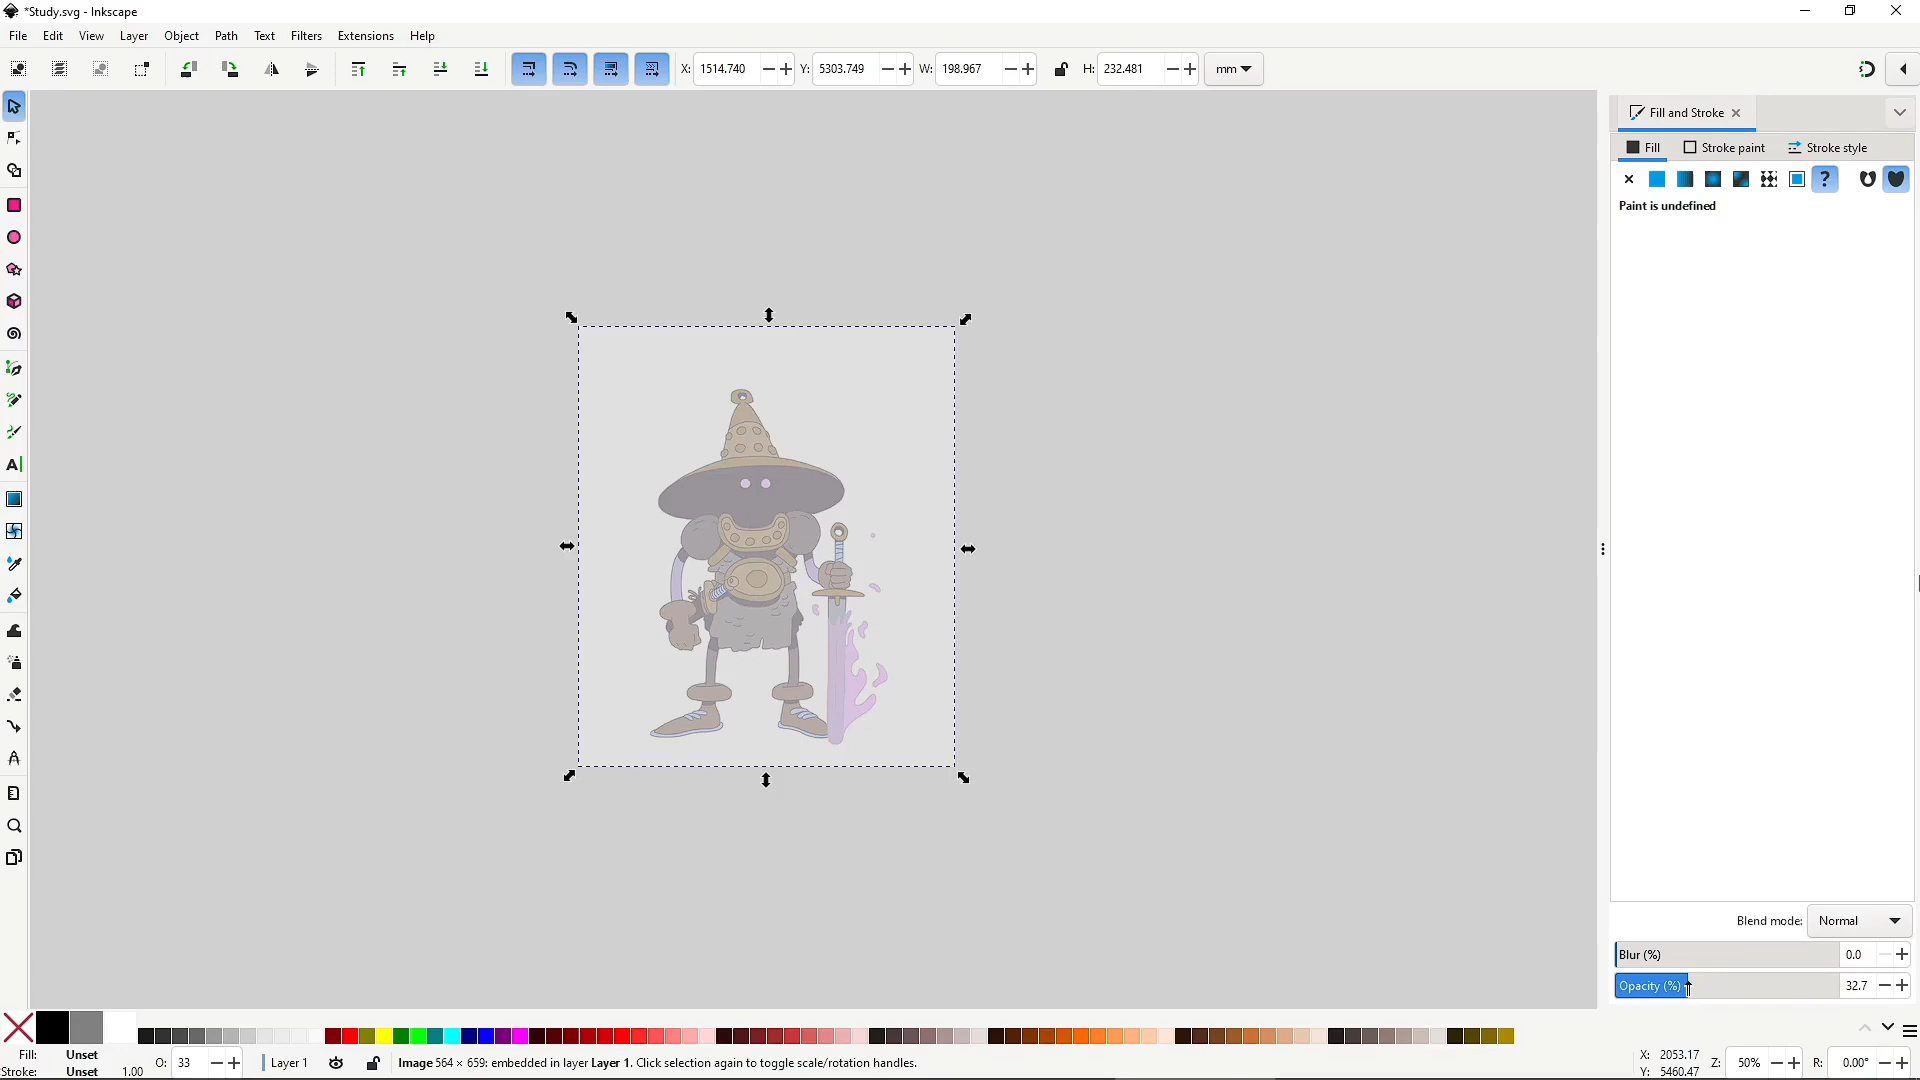 *Study.svg - Inkscape
File Edit View Layer Object Path Text Filters Extensions Help
X: 1514.740 Y: 5303.749 W: 198.967 H: 232.481 mm
Fill and Stroke
Fill Stroke paint Stroke style
Paint is undefined
Blend mode: Normal
Blur (%) 0.0
Opacity (%) 32.7
Fill: Unset
Stroke: Unset 1.00
O: 33
Layer 1
Image 564 × 659: embedded in layer Layer 1. Click selection again to toggle scale/rotation handles.
X: 2053.17
Y: 5460.47
Z: 50%
R: 0.00°